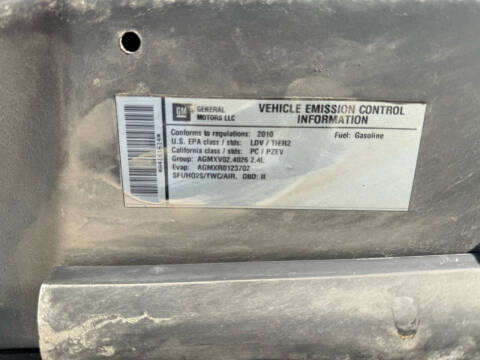 GM
GENERAL
MOTORS LLC
VEHICLE EMISSION CONTROL
INFORMATION
Conforms to regulations: 2010
Fuel: Gasoline
U.S. EPA class / stds: LDV / TIER2
California class / stds: PC / PZEV
Group: AGMXV02.4026 2.4L
Evap: AGMXR0123702
SFI/HO2S/TWC/AIR, OBD: II